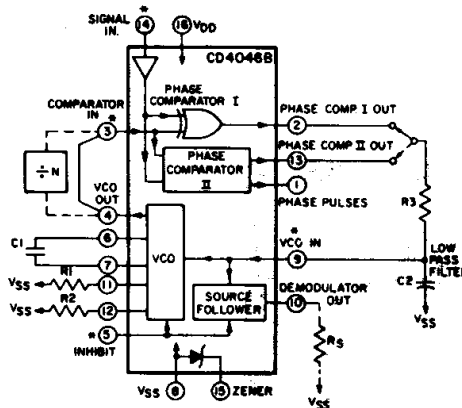 *
SIGNAL IN.
14
16
VDD
CD4046B
PHASE COMPARATOR I
COMPARATOR IN
*
3
2
PHASE COMP. I OUT
13
PHASE COMP. II OUT
PHASE COMPARATOR II
1
PHASE PULSES
÷N
VCO OUT
4
R3
C1
6
7
VCO
*
VCO IN
9
LOW PASS FILTER
C2
VSS
VSS
R1
11
VSS
R2
12
SOURCE FOLLOWER
DEMODULATOR OUT
10
RS
VSS
*
5
INHIBIT
VSS
8
15
ZENER